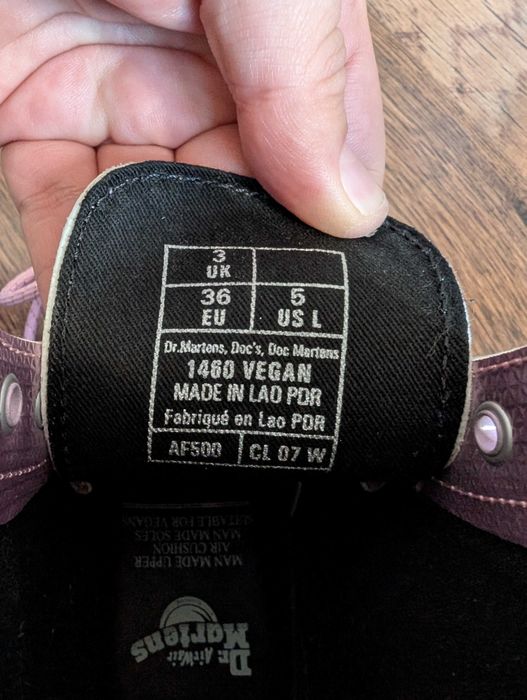 3
UK
36
EU
5
US L
Dr.Martens, Doc's, Doc Martens
1460 VEGAN
MADE IN LAO PDR
Fabriqué en Lao PDR
AF500
CL 07 W
Dr.
AirWair
Martens
MAN MADE UPPER
AIR CUSHION
MAN MADE SOLES
SUITABLE FOR VEGANS